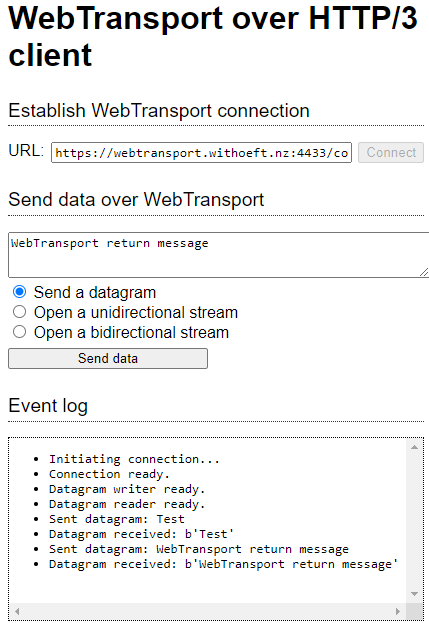 WebTransport over HTTP/3
client
Establish WebTransport connection
URL: https://webtransport.withoeft.nz:4433/co Connect
Send data over WebTransport
WebTransport return message
Send a datagram
Open a unidirectional stream
Open a bidirectional stream
Send data
Event log
• Initiating connection...
• Connection ready.
• Datagram writer ready.
• Datagram reader ready.
• Sent datagram: Test
• Datagram received: b'Test'
• Sent datagram: WebTransport return message
• Datagram received: b'WebTransport return message'